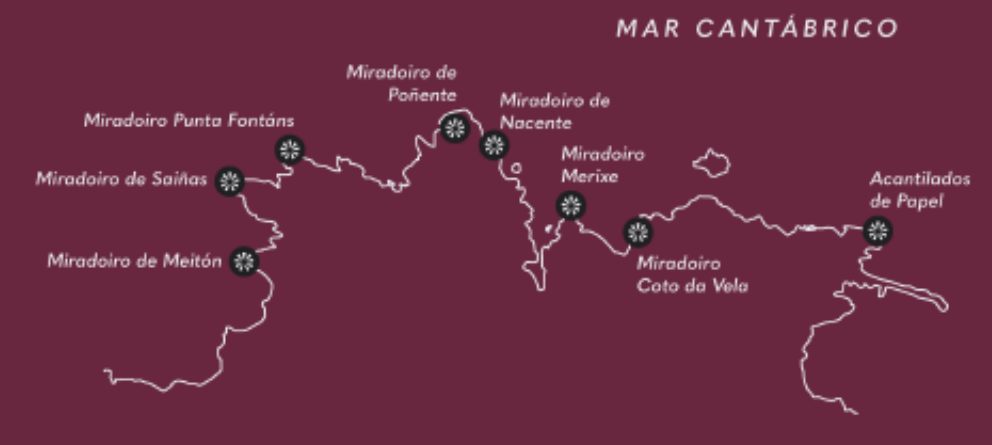 MAR CANTÁBRICO
Miradoiro de
Poñente
Miradoiro de
Nacente
Miradoiro Punta Fontáns
Miradoiro
Merixe
Miradoiro de Saiñas
Acantilados
de Papel
Miradoiro de Meitón
Miradoiro
Coto da Vela